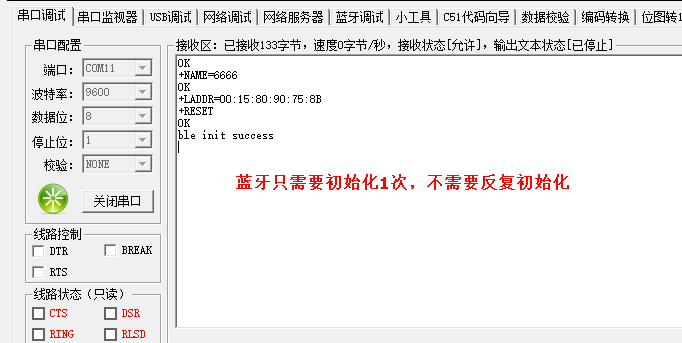 串口调试 串口监视器 USB调试 网络调试 网络服务器 蓝牙调试 小工具 C51代码向导 数据校验 编码转换 位图转1
串口配置
端口: COM11
波特率: 9600
数据位: 8
停止位: 1
校验: NONE
关闭串口
线路控制
DTR BREAK
RTS
线路状态（只读）
CTS DSR
RING RLSD
接收区：已接收133字节，速度0字节/秒，接收状态[允许]，输出文本状态[已停止]
OK
+NAME=6666
OK
+LADDR=00:15:80:90:75:8B
+RESET
OK
ble init success
蓝牙只需要初始化1次，不需要反复初始化